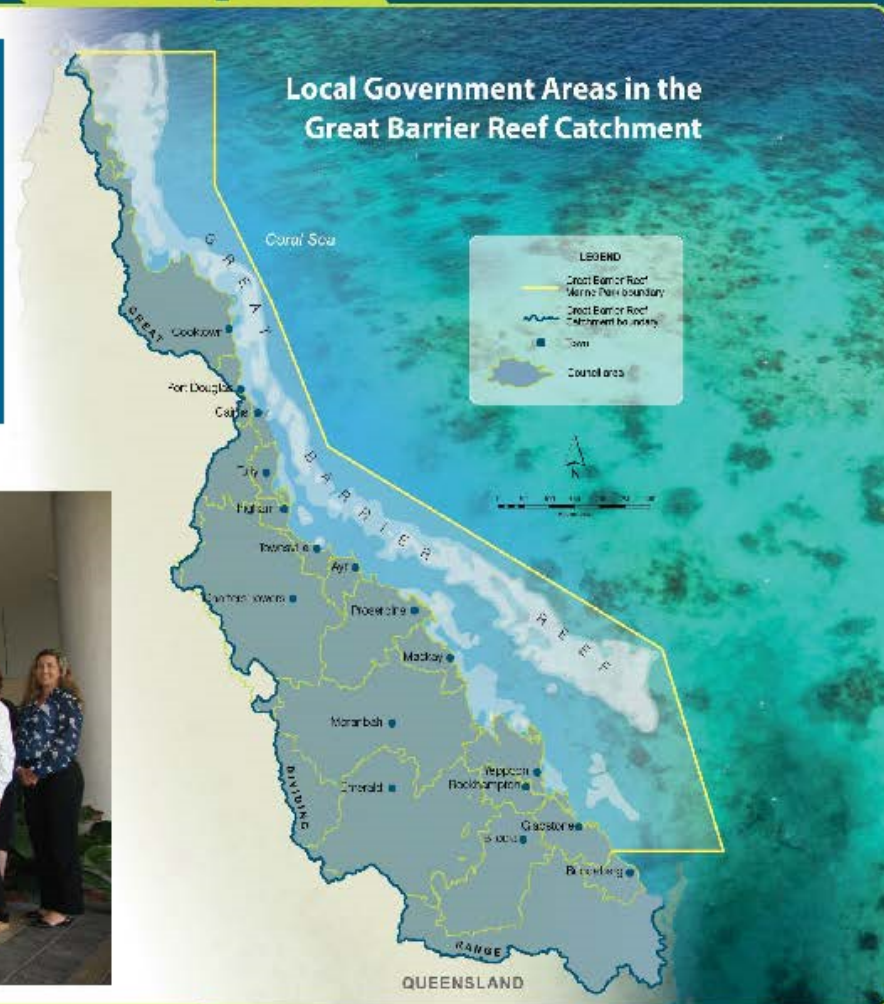 Local Government Areas in the
Great Barrier Reef Catchment
GREAT
BARRIER
REEF
Coral Sea
LEGEND
Great Barrier Reef
Marine Park boundary
Great Barrier Reef
Catchment boundary
Town
Council area
N
GREAT
Cooktown
Port Douglas
Cairns
Tully
Ingham
Townsville
Ayr
Charters Towers
Proserpine
Mackay
Moranbah
Yeppoon
Rockhampton
Emerald
DIVIDING
Gladstone
Biloela
Bundaberg
RANGE
QUEENSLAND